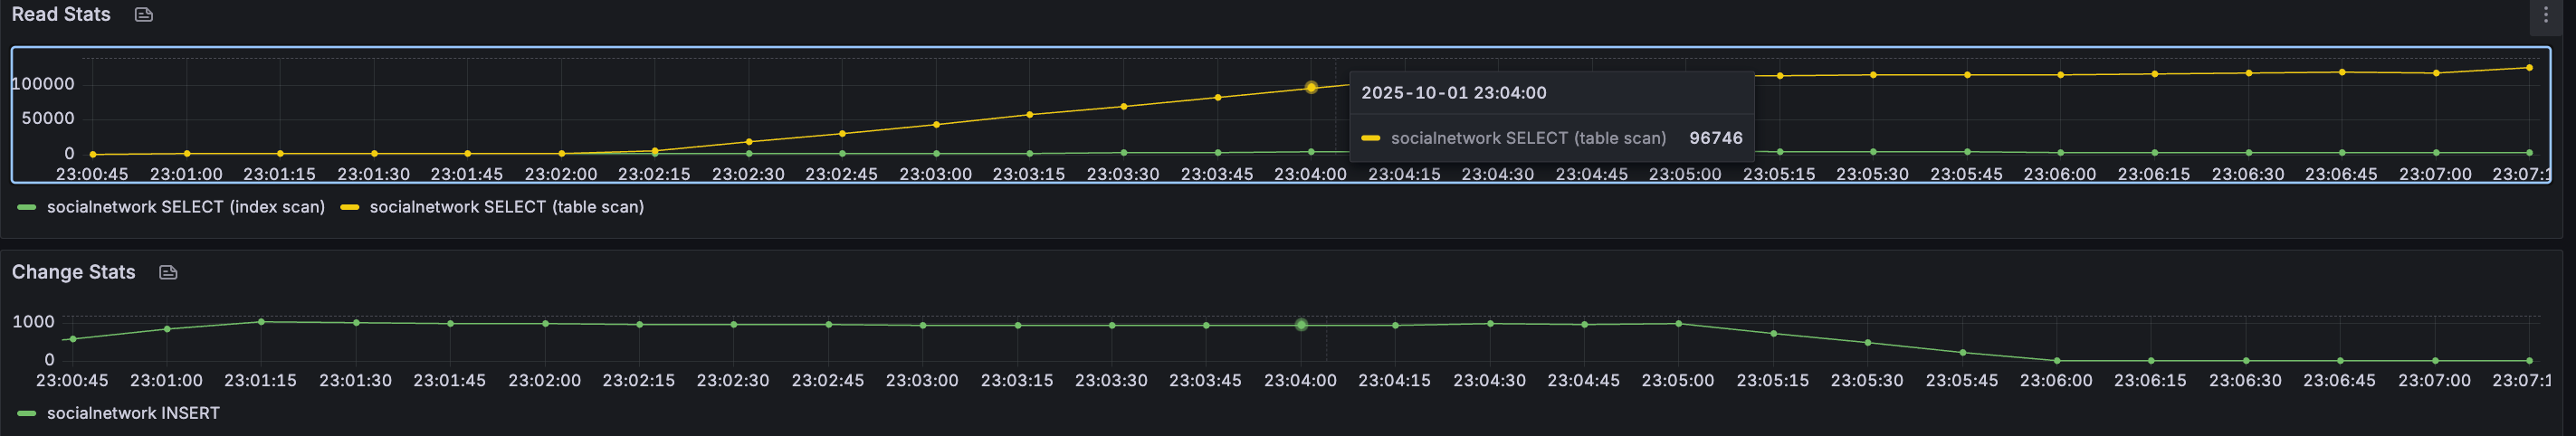 Read Stats
100000
50000
0
2025-10-01 23:04:00
socialnetwork SELECT (table scan) 96746
23:00:45 23:01:00 23:01:15 23:01:30 23:01:45 23:02:00 23:02:15 23:02:30 23:02:45 23:03:00 23:03:15 23:03:30 23:03:45 23:04:00 23:04:15 23:04:30 23:04:45 23:05:00 23:05:15 23:05:30 23:05:45 23:06:00 23:06:15 23:06:30 23:06:45 23:07:00 23:07:1
socialnetwork SELECT (index scan) socialnetwork SELECT (table scan)
Change Stats
1000
0
23:00:45 23:01:00 23:01:15 23:01:30 23:01:45 23:02:00 23:02:15 23:02:30 23:02:45 23:03:00 23:03:15 23:03:30 23:03:45 23:04:00 23:04:15 23:04:30 23:04:45 23:05:00 23:05:15 23:05:30 23:05:45 23:06:00 23:06:15 23:06:30 23:06:45 23:07:00 23:07:1
socialnetwork INSERT